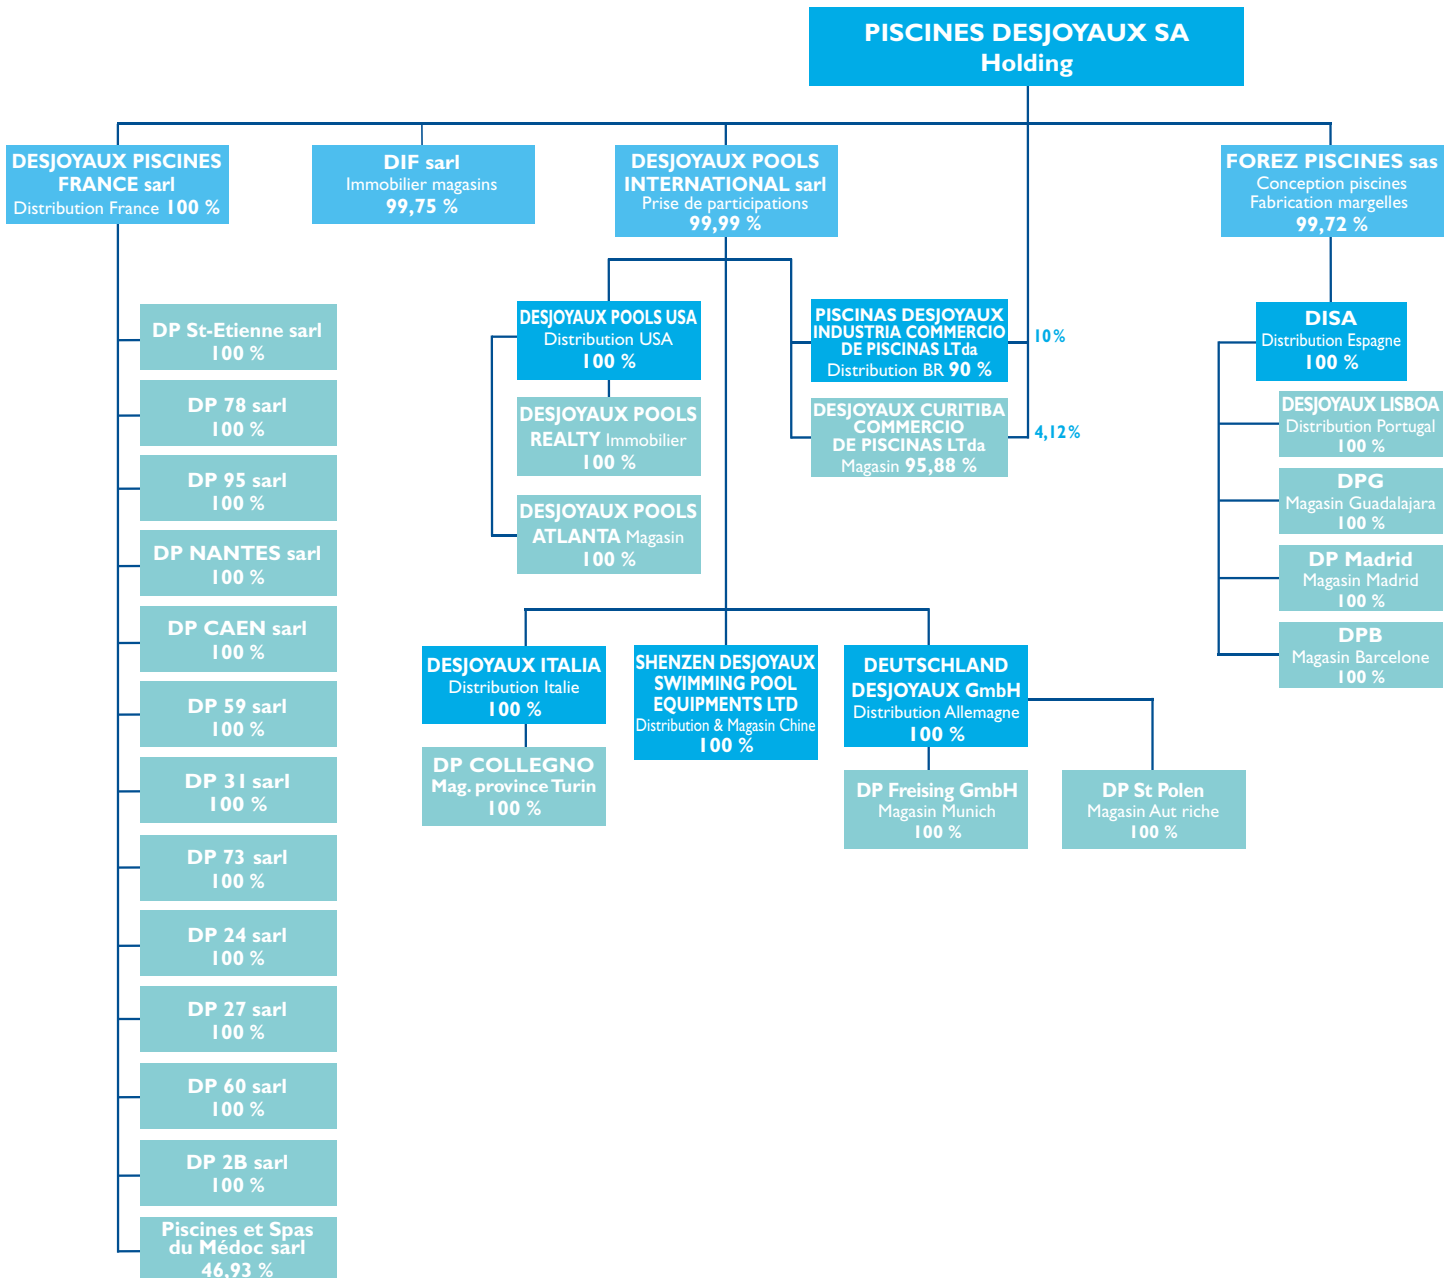 PISCINES DESJOYAUX SA
Holding
DESJOYAUX PISCINES
FRANCE sarl
Distribution France 100 %
DIF sarl
Immobilier magasins
99,75 %
DESJOYAUX POOLS
INTERNATIONAL sarl
Prise de participations
99,99 %
FOREZ PISCINES sas
Conception piscines
Fabrication margelles
99,72 %
DP St-Etienne sarl
100 %
DP 78 sarl
100 %
DP 95 sarl
100 %
DP NANTES sarl
100 %
DP CAEN sarl
100 %
DP 59 sarl
100 %
DP 31 sarl
100 %
DP 73 sarl
100 %
DP 24 sarl
100 %
DP 27 sarl
100 %
DP 60 sarl
100 %
DP 2B sarl
100 %
Piscines et Spas
du Médoc sarl
46,93 %
DESJOYAUX POOLS USA
Distribution USA
100 %
DESJOYAUX POOLS
REALTY Immobilier
100 %
DESJOYAUX POOLS
ATLANTA Magasin
100 %
PISCINAS DESJOYAUX
INDUSTRIA COMMERCIO
DE PISCINAS LTda
Distribution BR 90 %
10%
DESJOYAUX CURITIBA
COMMERCIO
DE PISCINAS LTda
Magasin 95,88 %
4,12%
DESJOYAUX ITALIA
Distribution Italie
100 %
DP COLLEGNO
Mag. province Turin
100 %
SHENZEN DESJOYAUX
SWIMMING POOL
EQUIPMENTS LTD
Distribution & Magasin Chine
100 %
DEUTSCHLAND
DESJOYAUX GmbH
Distribution Allemagne
100 %
DP Freising GmbH
Magasin Munich
100 %
DP St Polen
Magasin Aut riche
100 %
DISA
Distribution Espagne
100 %
DESJOYAUX LISBOA
Distribution Portugal
100 %
DPG
Magasin Guadalajara
100 %
DP Madrid
Magasin Madrid
100 %
DPB
Magasin Barcelone
100 %